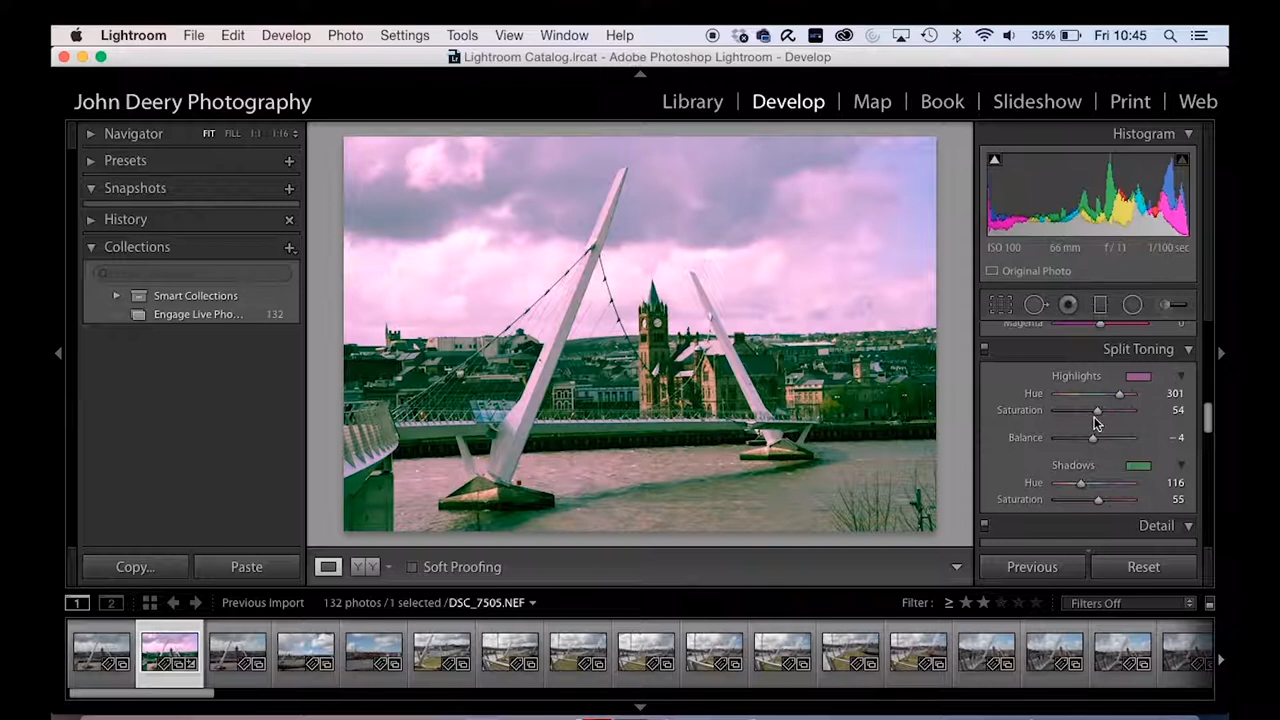 Lightroom File Edit Develop Photo Settings Tools View Window Help 35% Fri 10:45
Lightroom Catalog.lrcat - Adobe Photoshop Lightroom - Develop
John Deery Photography
Library | Develop | Map | Book | Slideshow | Print | Web
Navigator FIT FILL 1:1 1:16
Presets
Snapshots
History
Collections
Smart Collections
Engage Live Pho... 132
Copy... Paste
Histogram
ISO 100 66 mm f/11 1/100 sec
Original Photo
Magenta 0
Split Toning
Highlights
Hue 301
Saturation 54
Balance – 4
Shadows
Hue 116
Saturation 55
Detail
Previous Reset
Y Y Soft Proofing
1 2 Previous Import 132 photos /1 selected /DSC_7505.NEF Filter : ≥ Filters Off